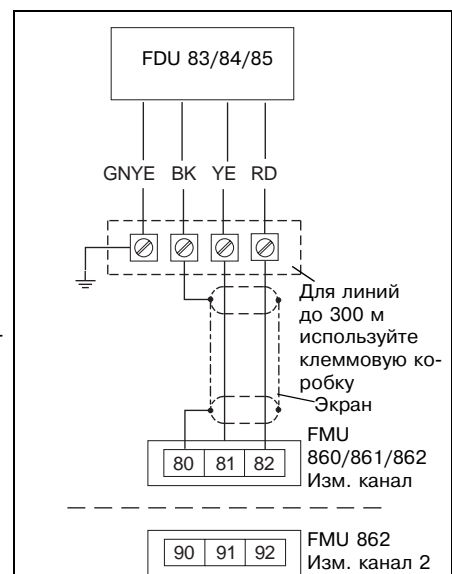 FDU 83/84/85
GNYE BK YE RD
Для линий
до 300 м
используйте
клеммовую ко-
робку
Экран
FMU
860/861/862
Изм. канал
80 81 82
FMU 862
Изм. канал 2
90 91 92